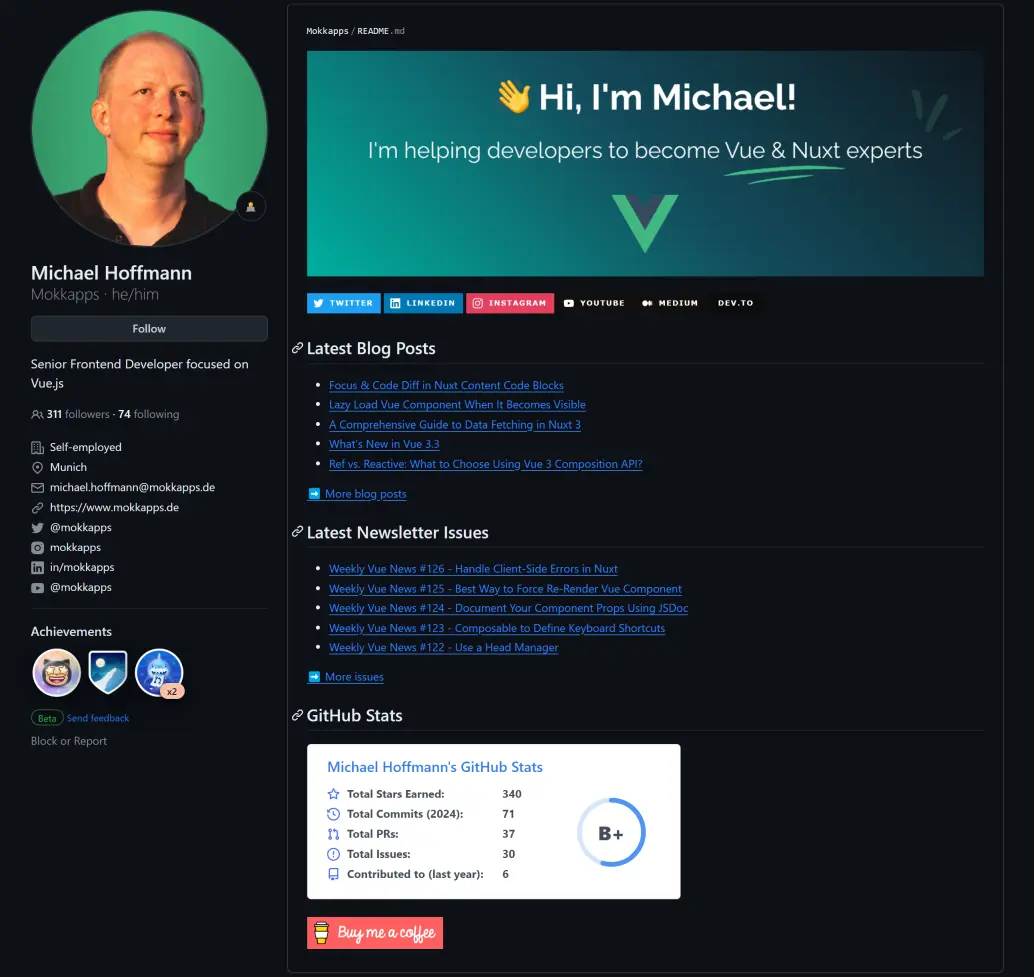 Michael Hoffmann
Mokkapps · he/him
Follow
Senior Frontend Developer focused on
Vue.js
311 followers · 74 following
Self-employed
Munich
michael.hoffmann@mokkapps.de
https://www.mokkapps.de
@mokkapps
mokkapps
in/mokkapps
@mokkapps
Achievements
x2
Beta Send feedback
Block or Report
Mokkapps / README.md
👋 Hi, I'm Michael!
I'm helping developers to become Vue & Nuxt experts
TWITTER LINKEDIN INSTAGRAM YOUTUBE MEDIUM DEV.TO
Latest Blog Posts
Focus & Code Diff in Nuxt Content Code Blocks
Lazy Load Vue Component When It Becomes Visible
A Comprehensive Guide to Data Fetching in Nuxt 3
What's New in Vue 3.3
Ref vs. Reactive: What to Choose Using Vue 3 Composition API?
➡️ More blog posts
Latest Newsletter Issues
Weekly Vue News #126 - Handle Client-Side Errors in Nuxt
Weekly Vue News #125 - Best Way to Force Re-Render Vue Component
Weekly Vue News #124 - Document Your Component Props Using JSDoc
Weekly Vue News #123 - Composable to Define Keyboard Shortcuts
Weekly Vue News #122 - Use a Head Manager
➡️ More issues
GitHub Stats
Michael Hoffmann's GitHub Stats
Total Stars Earned: 340
Total Commits (2024): 71
Total PRs: 37
Total Issues: 30
Contributed to (last year): 6
B+
Buy me a coffee